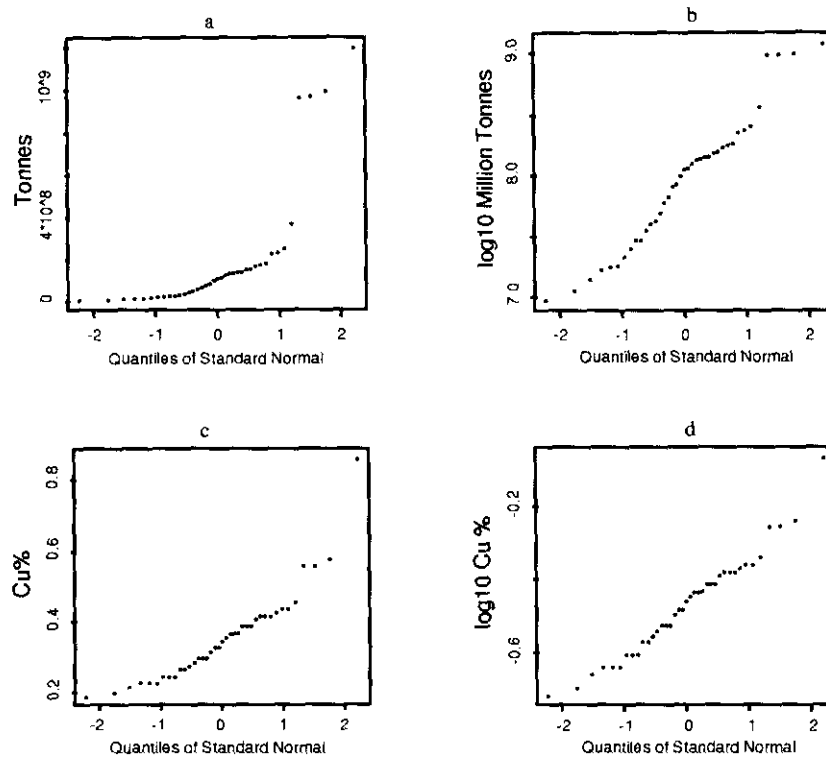 a
Tonnes
10^9
4*10^8
0
-2 -1 0 1 2
Quantiles of Standard Normal
b
log10 Million Tonnes
9.0
8.0
7.0
-2 -1 0 1 2
Quantiles of Standard Normal
c
Cu%
0.8
0.6
0.4
0.2
-2 -1 0 1 2
Quantiles of Standard Normal
d
log10 Cu %
-0.2
-0.6
-2 -1 0 1 2
Quantiles of Standard Normal